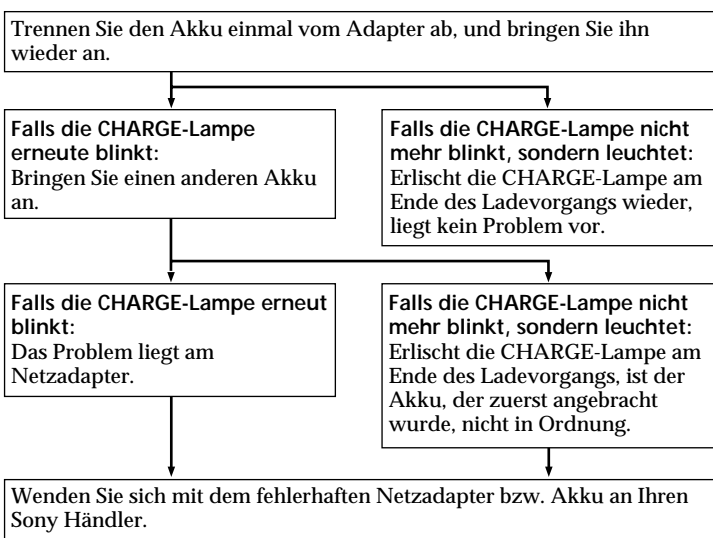 Trennen Sie den Akku einmal vom Adapter ab, und bringen Sie ihn
wieder an.
Falls die CHARGE-Lampe
erneute blinkt:
Bringen Sie einen anderen Akku
an.
Falls die CHARGE-Lampe nicht
mehr blinkt, sondern leuchtet:
Erlischt die CHARGE-Lampe am
Ende des Ladevorgangs wieder,
liegt kein Problem vor.
Falls die CHARGE-Lampe erneut
blinkt:
Das Problem liegt am
Netzadapter.
Falls die CHARGE-Lampe nicht
mehr blinkt, sondern leuchtet:
Erlischt die CHARGE-Lampe am
Ende des Ladevorgangs, ist der
Akku, der zuerst angebracht
wurde, nicht in Ordnung.
Wenden Sie sich mit dem fehlerhaften Netzadapter bzw. Akku an Ihren
Sony Händler.